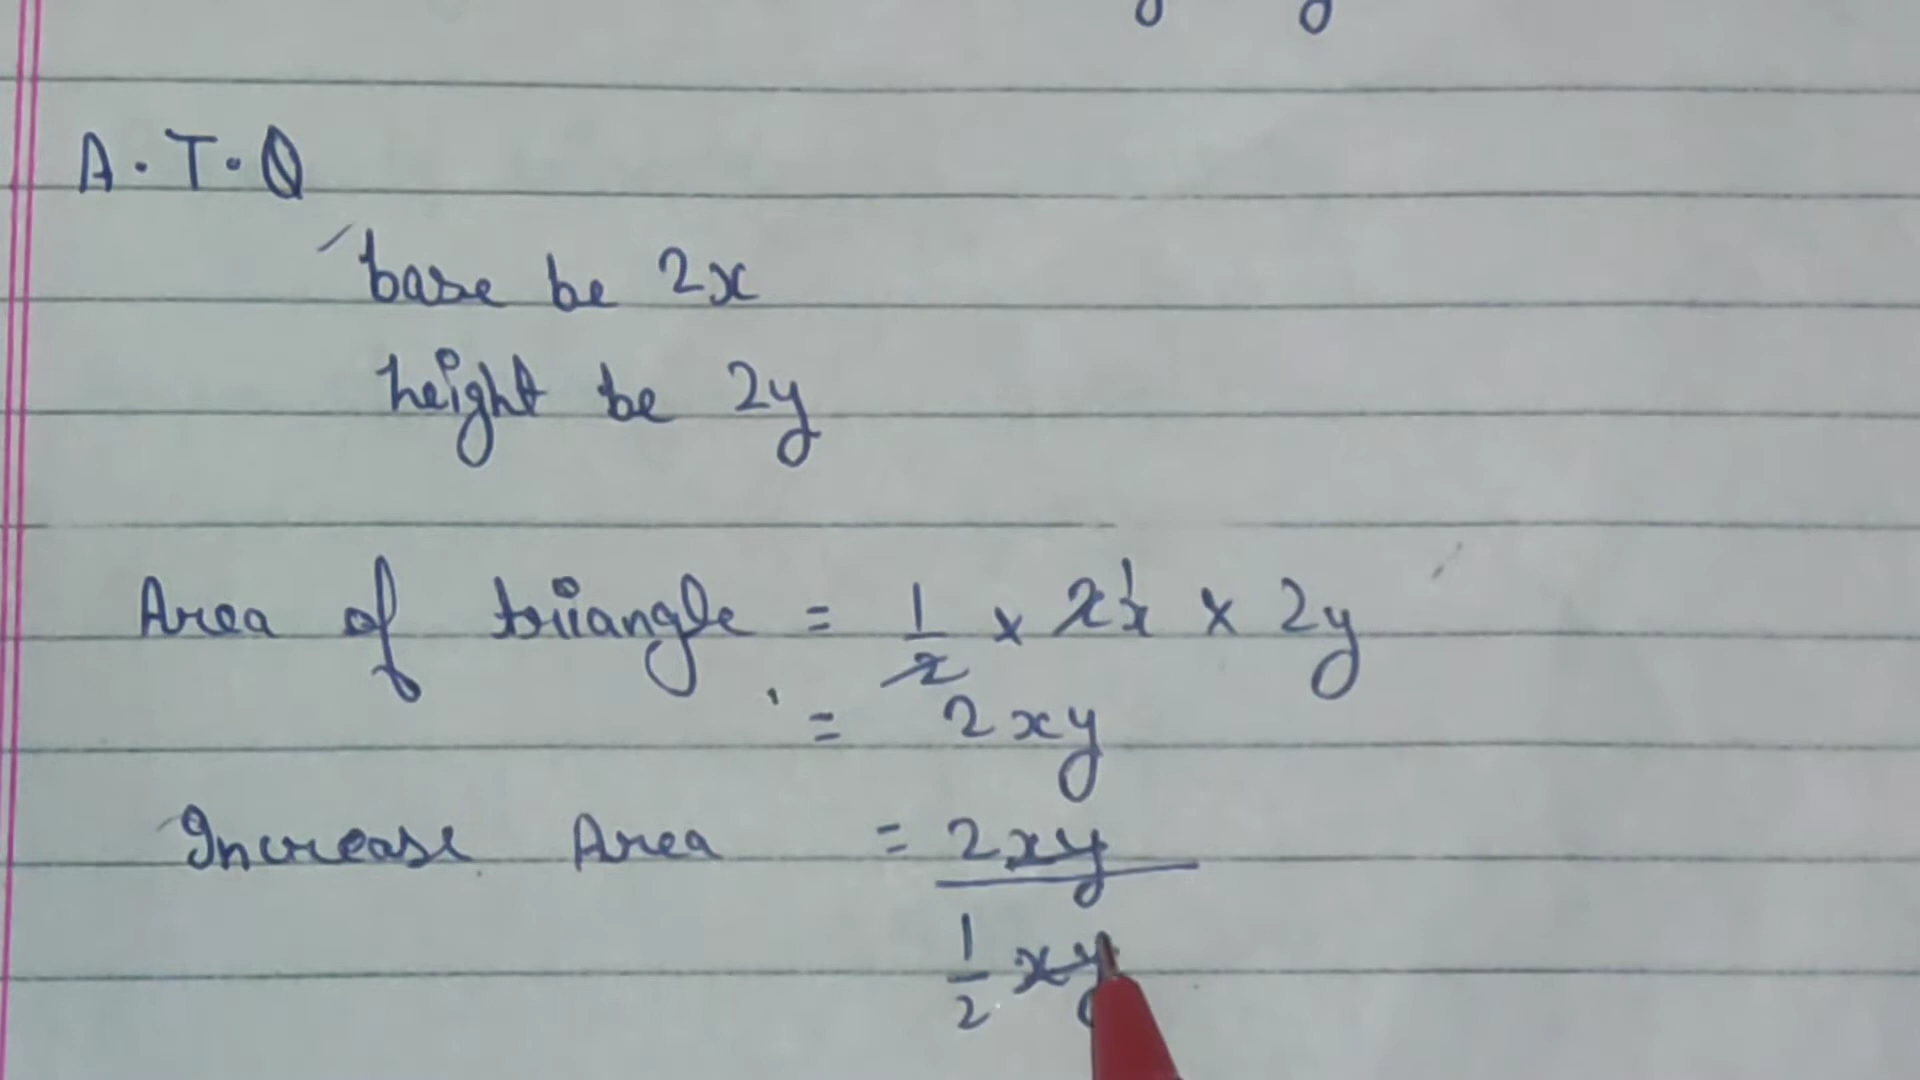 A.T.Q
base be 2x
height be 2y
Area of triangle = 1/2 × 2x × 2y
= 2xy
Increase Area = 2xy
1/2 xy